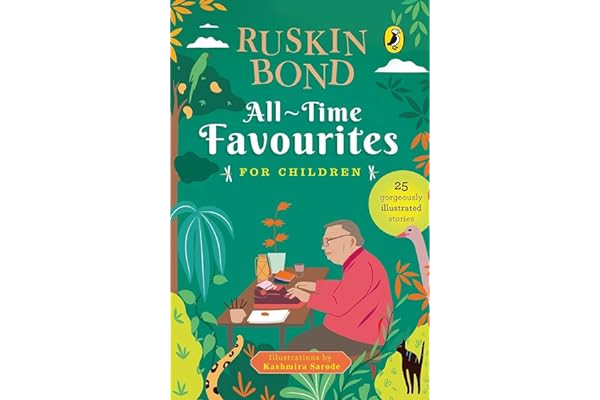 RUSKIN
BOND
All~Time
Favourites
FOR CHILDREN
25
gorgeously
illustrated
stories
Illustrations by
Kashmira Sarode